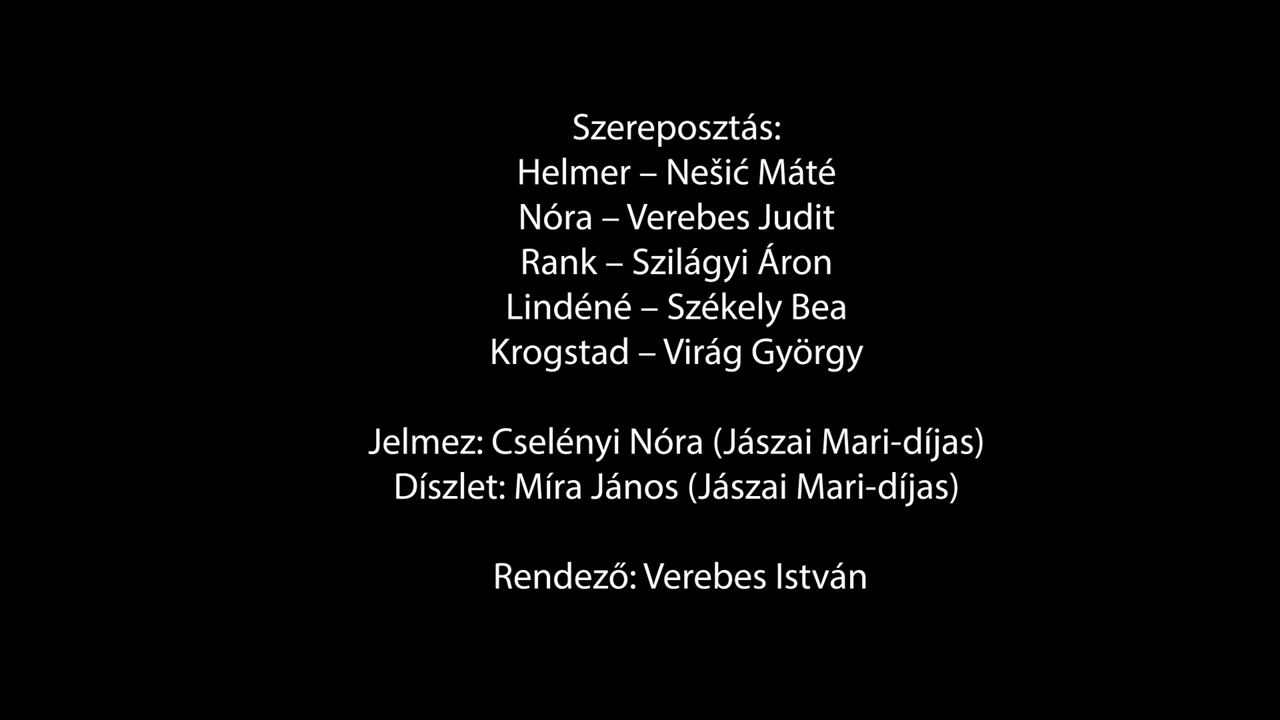 Szereposztás:
Helmer – Nešić Máté
Nóra – Verebes Judit
Rank – Szilágyi Áron
Lindéné – Székely Bea
Krogstad – Virág György
Jelmez: Cselényi Nóra (Jászai Mari-díjas)
Díszlet: Míra János (Jászai Mari-díjas)
Rendező: Verebes István